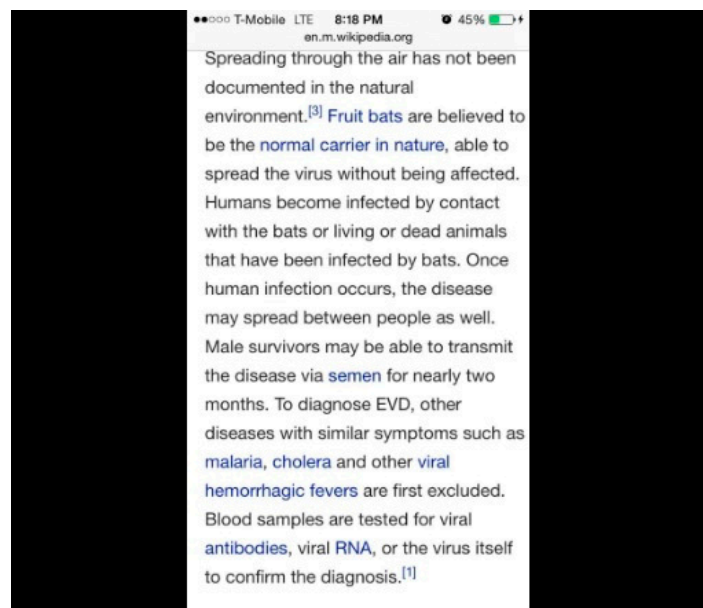 T-Mobile LTE 8:18 PM 45%
en.m.wikipedia.org
Spreading through the air has not been
documented in the natural
environment.[3] Fruit bats are believed to
be the normal carrier in nature, able to
spread the virus without being affected.
Humans become infected by contact
with the bats or living or dead animals
that have been infected by bats. Once
human infection occurs, the disease
may spread between people as well.
Male survivors may be able to transmit
the disease via semen for nearly two
months. To diagnose EVD, other
diseases with similar symptoms such as
malaria, cholera and other viral
hemorrhagic fevers are first excluded.
Blood samples are tested for viral
antibodies, viral RNA, or the virus itself
to confirm the diagnosis.[1]